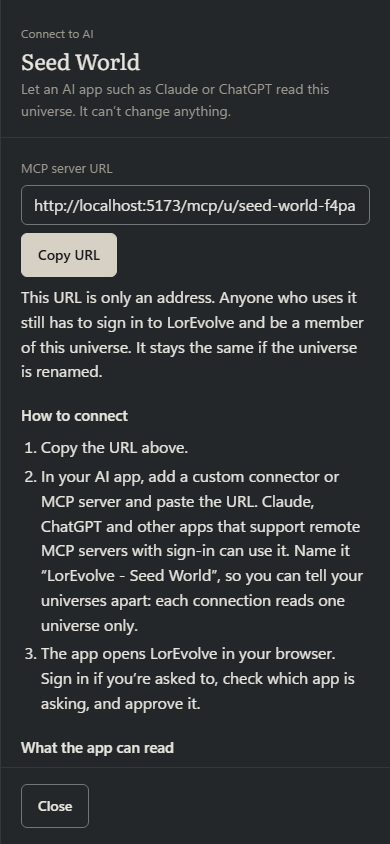 Connect to AI
Seed World
Let an AI app such as Claude or ChatGPT read this
universe. It can’t change anything.
MCP server URL
http://localhost:5173/mcp/u/seed-world-f4pa
Copy URL
This URL is only an address. Anyone who uses it
still has to sign in to LorEvolve and be a member
of this universe. It stays the same if the universe
is renamed.
How to connect
1. Copy the URL above.
2. In your AI app, add a custom connector or
MCP server and paste the URL. Claude,
ChatGPT and other apps that support remote
MCP servers with sign-in can use it. Name it
“LorEvolve - Seed World”, so you can tell your
universes apart: each connection reads one
universe only.
3. The app opens LorEvolve in your browser.
Sign in if you’re asked to, check which app is
asking, and approve it.
What the app can read
Close